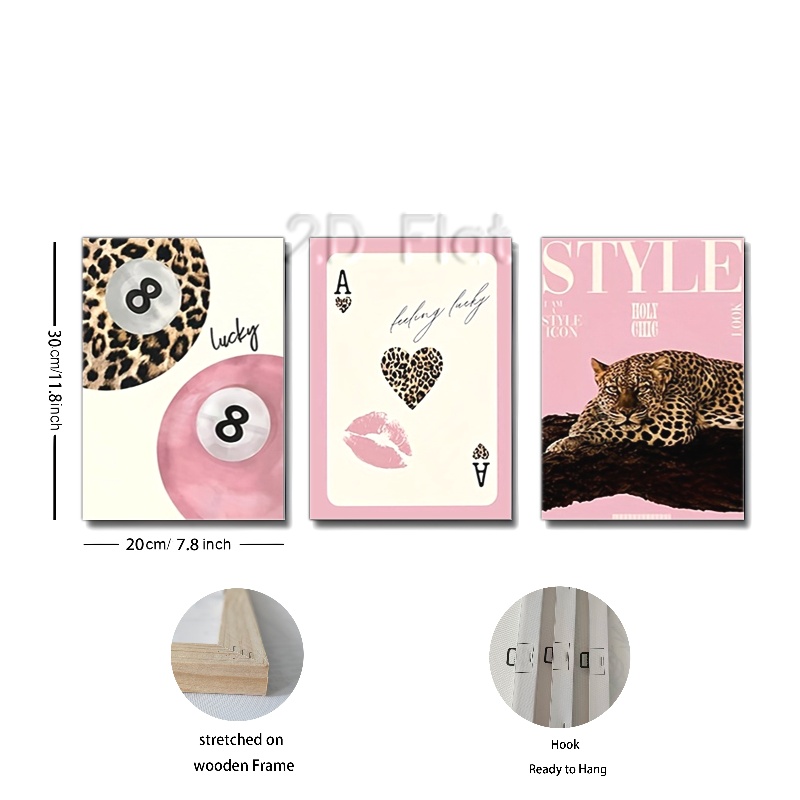 2D Flat
30cm/11.8inch
20cm/ 7.8 inch
8
lucky
8
A
feeling lucky
A
STYLE
I AM
A
STYLE
ICON
HOLY
CHIC
LOOK
stretched on
wooden Frame
Hook
Ready to Hang